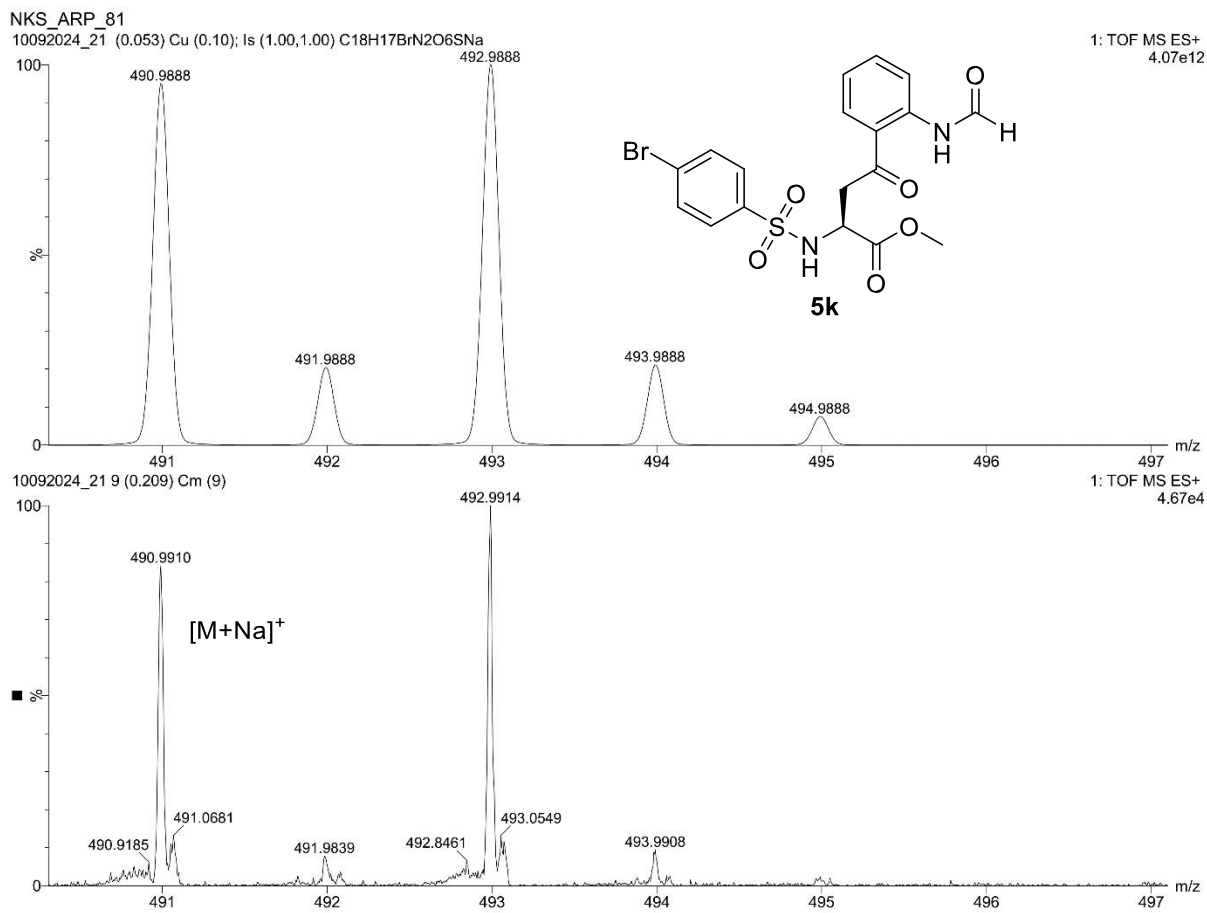 NKS_ARP_81
10092024_21 (0.053) Cu (0.10); Is (1.00,1.00) C18H17BrN2O6SNa
1: TOF MS ES+
4.07e12
100
%
0
490.9888
491.9888
492.9888
493.9888
494.9888
Br
O
O
S
N
H
O
N
H
H
O
O
O
5k
491
492
493
494
495
496
497
m/z
10092024_21 9 (0.209) Cm (9)
1: TOF MS ES+
4.67e4
100
%
0
490.9910
[M+Na]+
490.9185
491.0681
491.9839
492.8461
492.9914
493.0549
493.9908
491
492
493
494
495
496
497
m/z